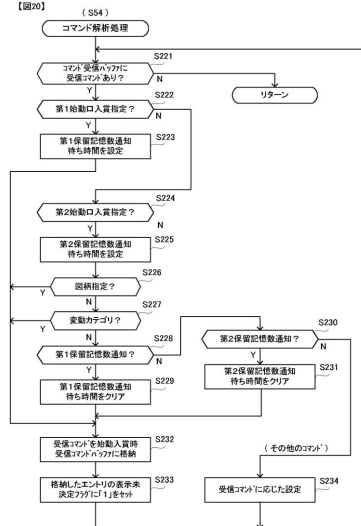 【図20】
(S54)
コマンド解析処理
S221
コマンド受信バッファに
受信コマンドあり?
Y
N
リターン
S222
第1始動口入賞指定?
Y
N
S223
第1保留記憶数通知
待ち時間を設定
S224
第2始動口入賞指定?
Y
N
S225
第2保留記憶数通知
待ち時間を設定
S226
図柄指定?
Y
N
S227
変動カテゴリ?
Y
N
S228
第1保留記憶数通知?
Y
N
S229
第1保留記憶数通知
待ち時間をクリア
S230
第2保留記憶数通知?
Y
N
S231
第2保留記憶数通知
待ち時間をクリア
S232
受信コマンドを始動入賞時
受信コマンドバッファに格納
S233
格納したエントリの表示未
決定フラグに「1」をセット
(その他のコマンド)
S234
受信コマンドに応じた設定